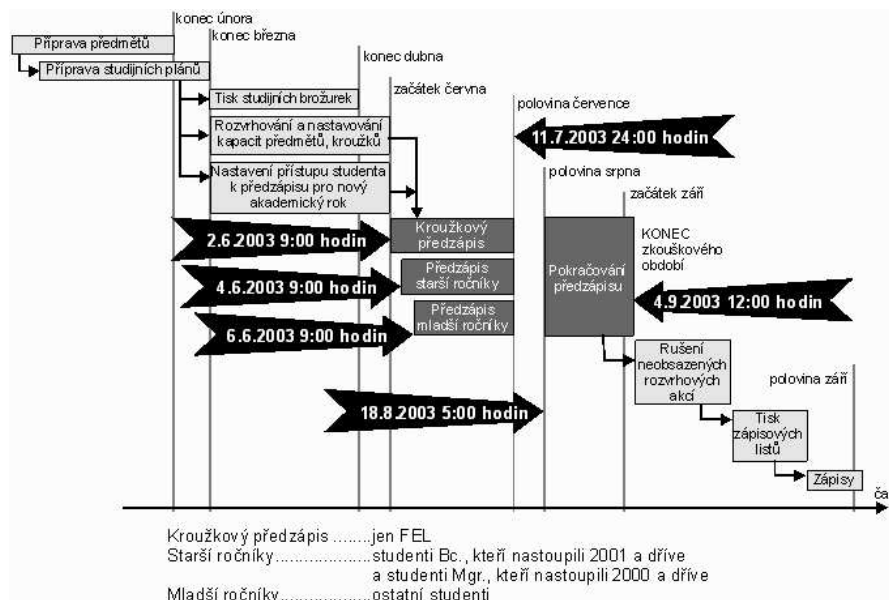 konec února
konec března
Příprava předmětů
konec dubna
Příprava studijních plánů
začátek června
Tisk studijních brožurek
polovina července
Rozvrhování a nastavování
kapacit předmětů, kroužků
11.7.2003 24:00 hodin
polovina srpna
Nastavení přístupu studenta
k předzápisu pro nový
akademický rok
začátek září
2.6.2003 9:00 hodin
Kroužkový
předzápis
KONEC
zkouškového
období
4.6.2003 9:00 hodin
Předzápis
starší ročníky
Pokračování
předzápisu
4.9.2003 12:00 hodin
6.6.2003 9:00 hodin
Předzápis
mladší ročníky
Rušení
neobsazených
rozvrhových
akcí
polovina září
18.8.2003 5:00 hodin
Tisk
zápisových
listů
Zápisy
ča
Kroužkový předzápis ........jen FEL
Starší ročníky.....................studenti Bc., kteří nastoupili 2001 a dříve
a studenti Mgr., kteří nastoupili 2000 a dříve
Mladší ročníky...................ostatní studenti